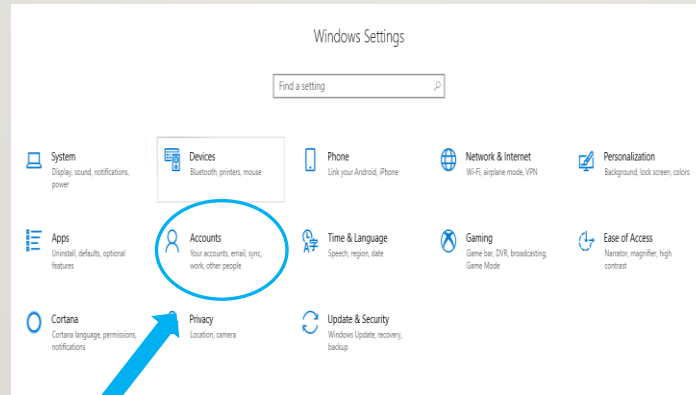 Windows Settings
Find a setting
System
Display, sound, notifications,
power
Devices
Bluetooth, printers, mouse
Phone
Link your Android, iPhone
Network & Internet
Wi-Fi, airplane mode, VPN
Personalization
Background, lock screen, colors
Apps
Uninstall, defaults, optional
features
Accounts
Your accounts, email, sync,
work, other people
Time & Language
Speech, region, date
Gaming
Game bar, DVR, broadcasting,
Game Mode
Ease of Access
Narrator, magnifier, high
contrast
Cortana
Cortana language, permissions,
notifications
Privacy
Location, camera
Update & Security
Windows Update, recovery,
backup